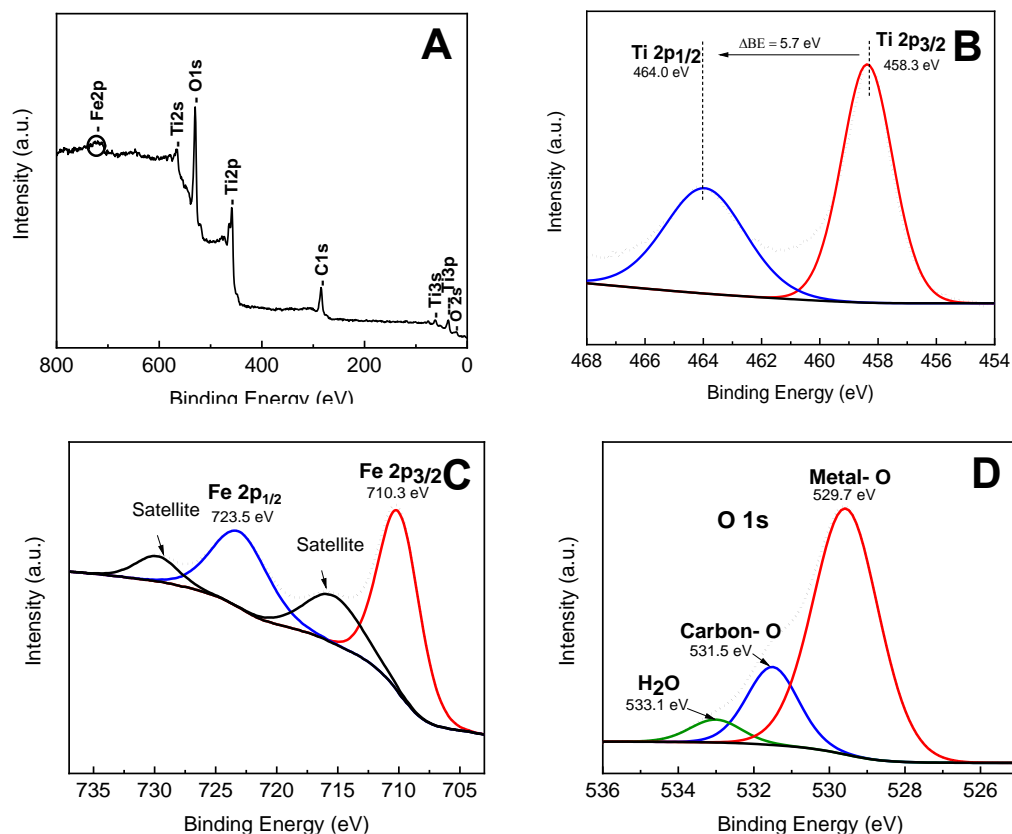 A
Intensity (a.u.)
- Fe2p
- Ti2s
- O1s
- Ti2p
- C1s
- Ti3s
- Ti3p
- O 2s
800 600 400 200 0
Binding Energy (eV)
B
Intensity (a.u.)
Ti 2p1/2
464.0 eV
ΔBE = 5.7 eV
Ti 2p3/2
458.3 eV
468 466 464 462 460 458 456 454
Binding Energy (eV)
C
Intensity (a.u.)
Satellite
Fe 2p1/2
723.5 eV
Satellite
Fe 2p3/2
710.3 eV
735 730 725 720 715 710 705
Binding Energy (eV)
D
Intensity (a.u.)
O 1s
Metal- O
529.7 eV
Carbon- O
531.5 eV
H2O
533.1 eV
536 534 532 530 528 526
Binding Energy (eV)